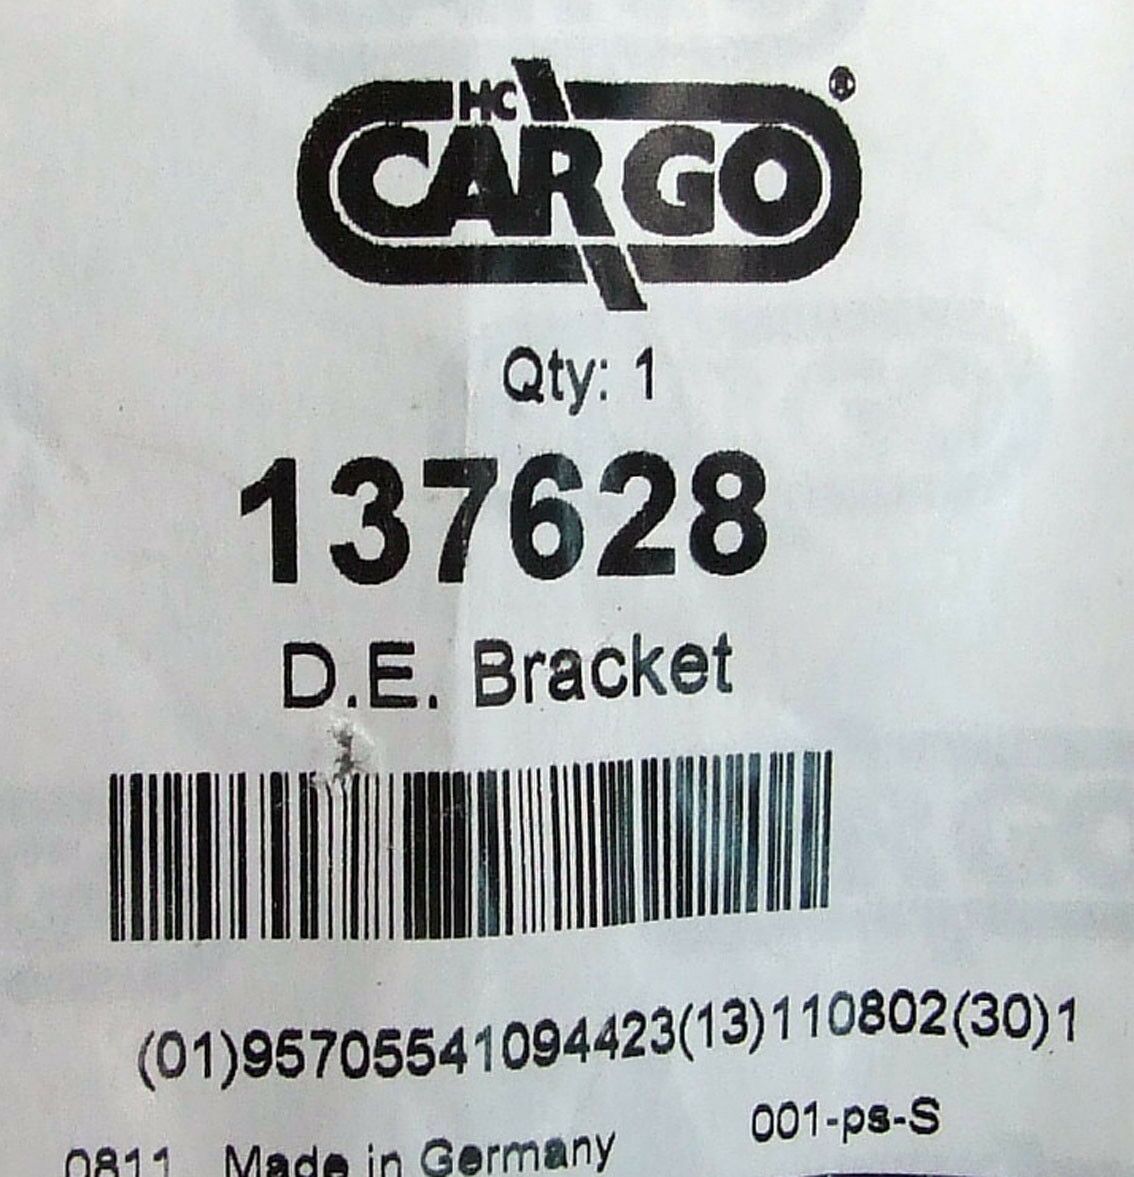 HC
CARGO®
Qty: 1
137628
D.E. Bracket
(01)95705541094423(13)110802(30)1
001-ps-S
0811 Made in Germany